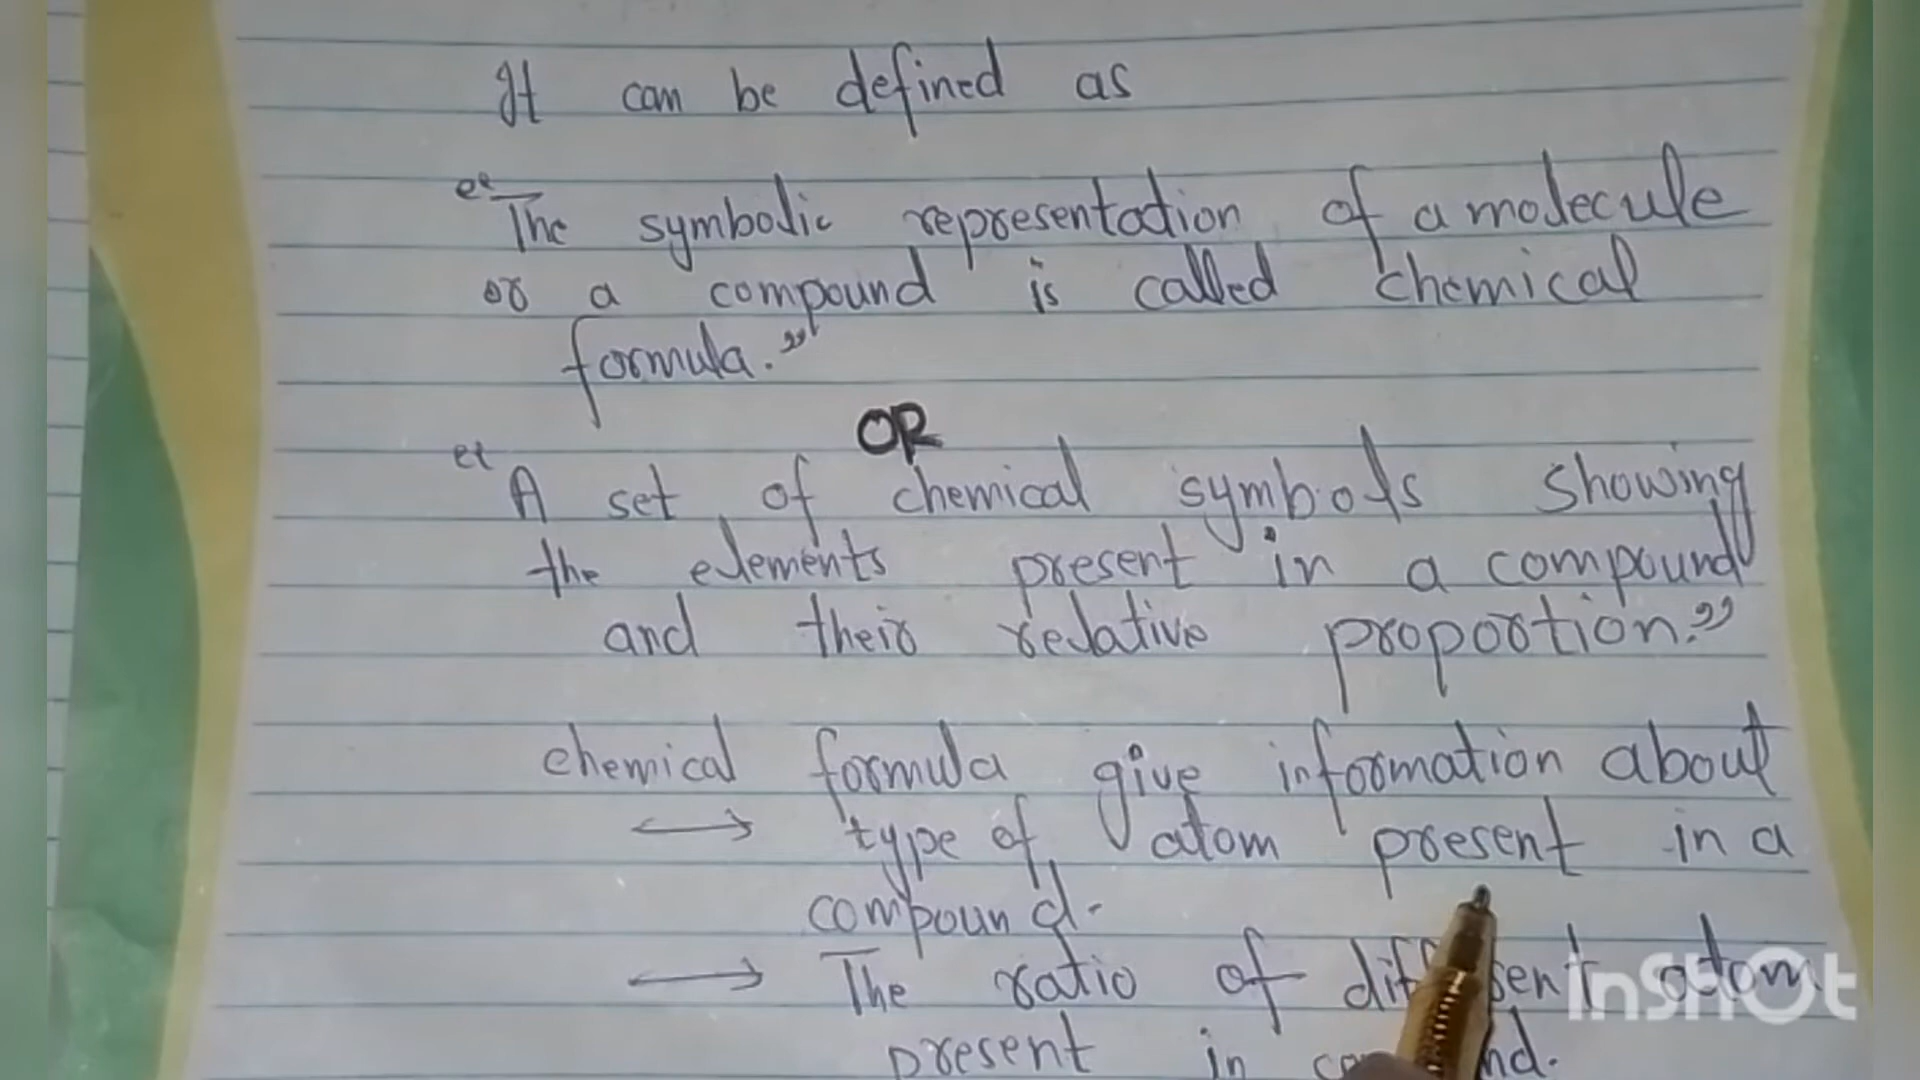 It can be defined as
"The symbolic representation of a molecule
or a compound is called chemical
formula."
OR
"A set of chemical symbols showing
the elements present in a compound
and their relative proportion."
chemical formula give information about
↔ type of atom present in a
compound.
→ The ratio of atom
present in
InShOt